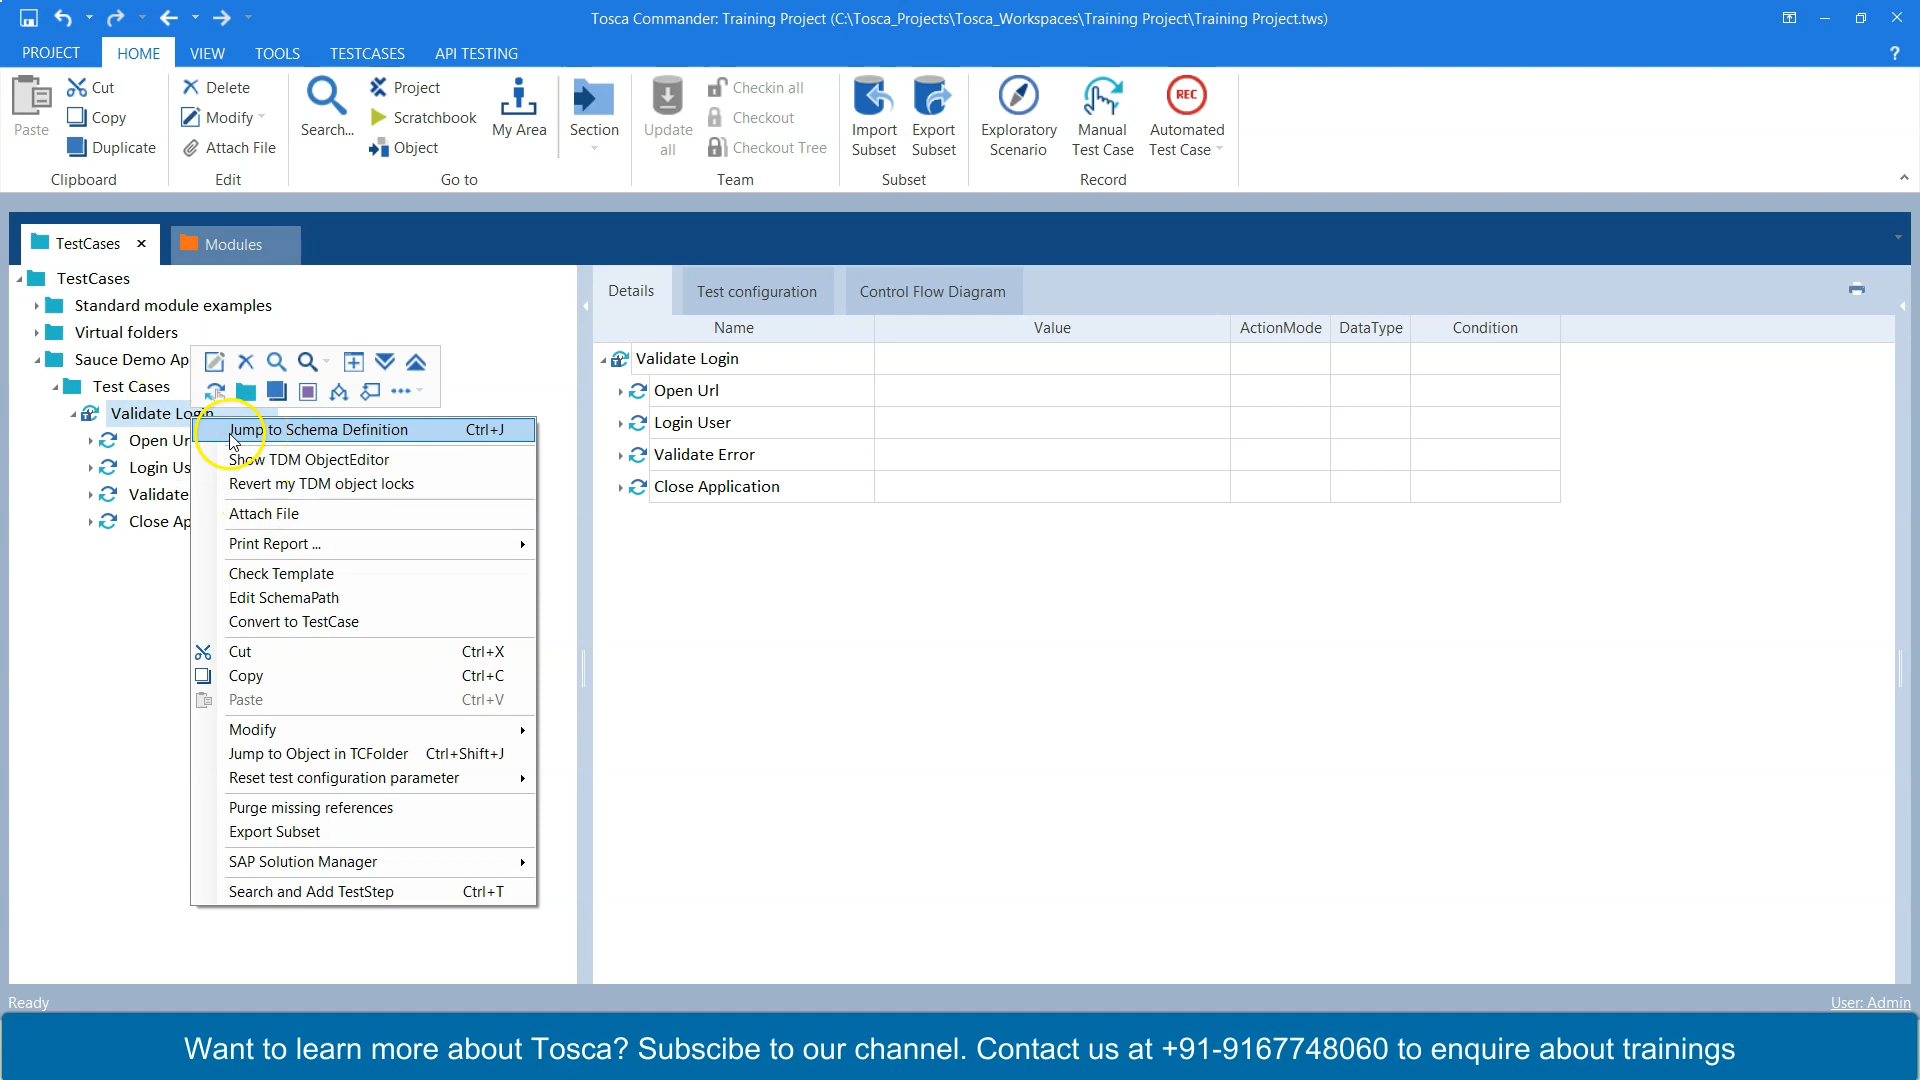 Tosca Commander: Training Project (C:\Tosca_Projects\Tosca_Workspaces\Training Project\Training Project.tws)
PROJECT HOME VIEW TOOLS TESTCASES API TESTING ?
Paste
Cut
Copy
Duplicate
Clipboard
Delete
Modify
Attach File
Edit
Search...
Project
Scratchbook
Object
My Area
Go to
Section
Update all
Checkin all
Checkout
Checkout Tree
Team
Import Subset
Export Subset
Subset
Exploratory Scenario
Manual Test Case
REC
Automated Test Case
Record
TestCases
Modules
TestCases
Standard module examples
Virtual folders
Sauce Demo Ap
Test Cases
Validate Login
Open Ur
Login Us
Validate
Close Ap
Jump to Schema Definition Ctrl+J
Show TDM ObjectEditor
Revert my TDM object locks
Attach File
Print Report ...
Check Template
Edit SchemaPath
Convert to TestCase
Cut Ctrl+X
Copy Ctrl+C
Paste Ctrl+V
Modify
Jump to Object in TCFolder Ctrl+Shift+J
Reset test configuration parameter
Purge missing references
Export Subset
SAP Solution Manager
Search and Add TestStep Ctrl+T
Details Test configuration Control Flow Diagram
Name Value ActionMode DataType Condition
Validate Login
Open Url
Login User
Validate Error
Close Application
Ready
User: Admin
Want to learn more about Tosca? Subscibe to our channel. Contact us at +91-9167748060 to enquire about trainings